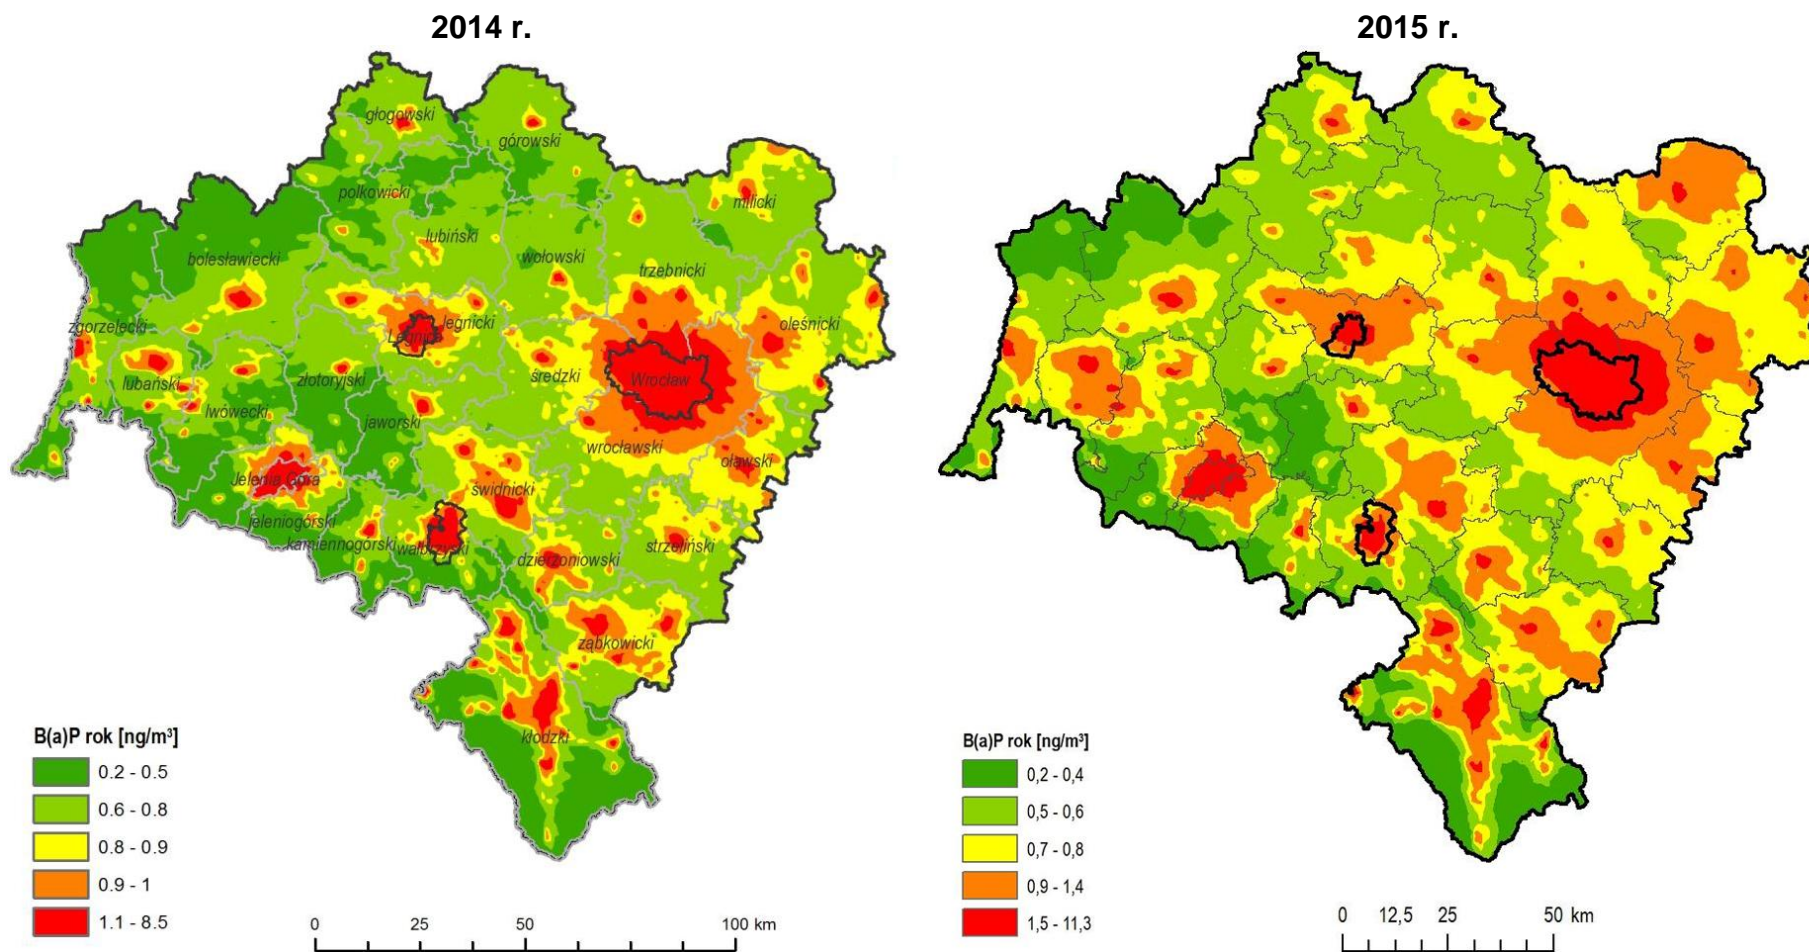 2014 r.
2015 r.
głogowski
górowski
polkowicki
milicki
lubiński
bolesławiecki
wołowski
trzebnicki
zgorzelecki
legnicki
Legnica
oleśnicki
lubański
złotoryjski
średzki
Wrocław
lwówecki
jaworski
wrocławski
oławski
Jelenia Góra
świdnicki
jeleniogórski
kamiennogórski
wałbrzyski
dzierżoniowski
strzeliński
ząbkowicki
kłodzki
B(a)P rok [ng/m³]
0.2 - 0.5
0.6 - 0.8
0.8 - 0.9
0.9 - 1
1.1 - 8.5
0 25 50 100 km
B(a)P rok [ng/m³]
0,2 - 0,4
0,5 - 0,6
0,7 - 0,8
0,9 - 1,4
1,5 - 11,3
0 12,5 25 50 km